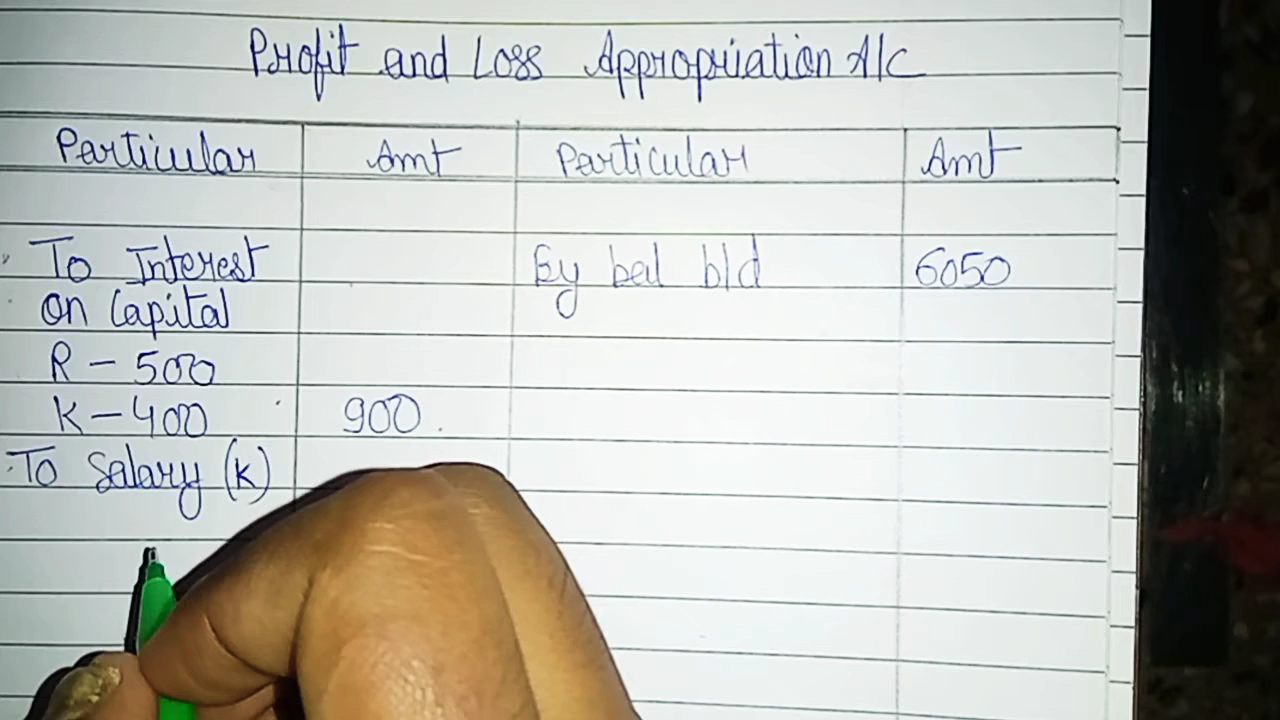 Profit and Loss Appropriation A/c
Particular Amt Particular Amt
To Interest By bal b/d 6050
on Capital
R - 500
K - 400 900
To Salary (K)